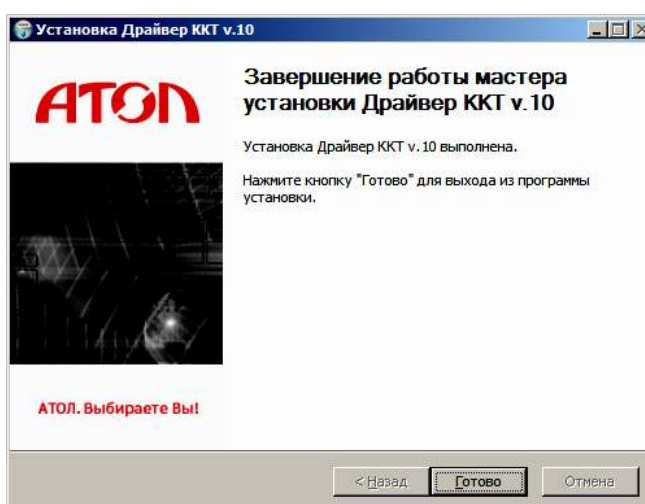 Установка Драйвер ККТ v.10
АТОЛ
Завершение работы мастера
установки Драйвер ККТ v.10
Установка Драйвер ККТ v.10 выполнена.
Нажмите кнопку "Готово" для выхода из программы
установки.
АТОЛ. Выбираете Вы!
< Назад
Готово
Отмена